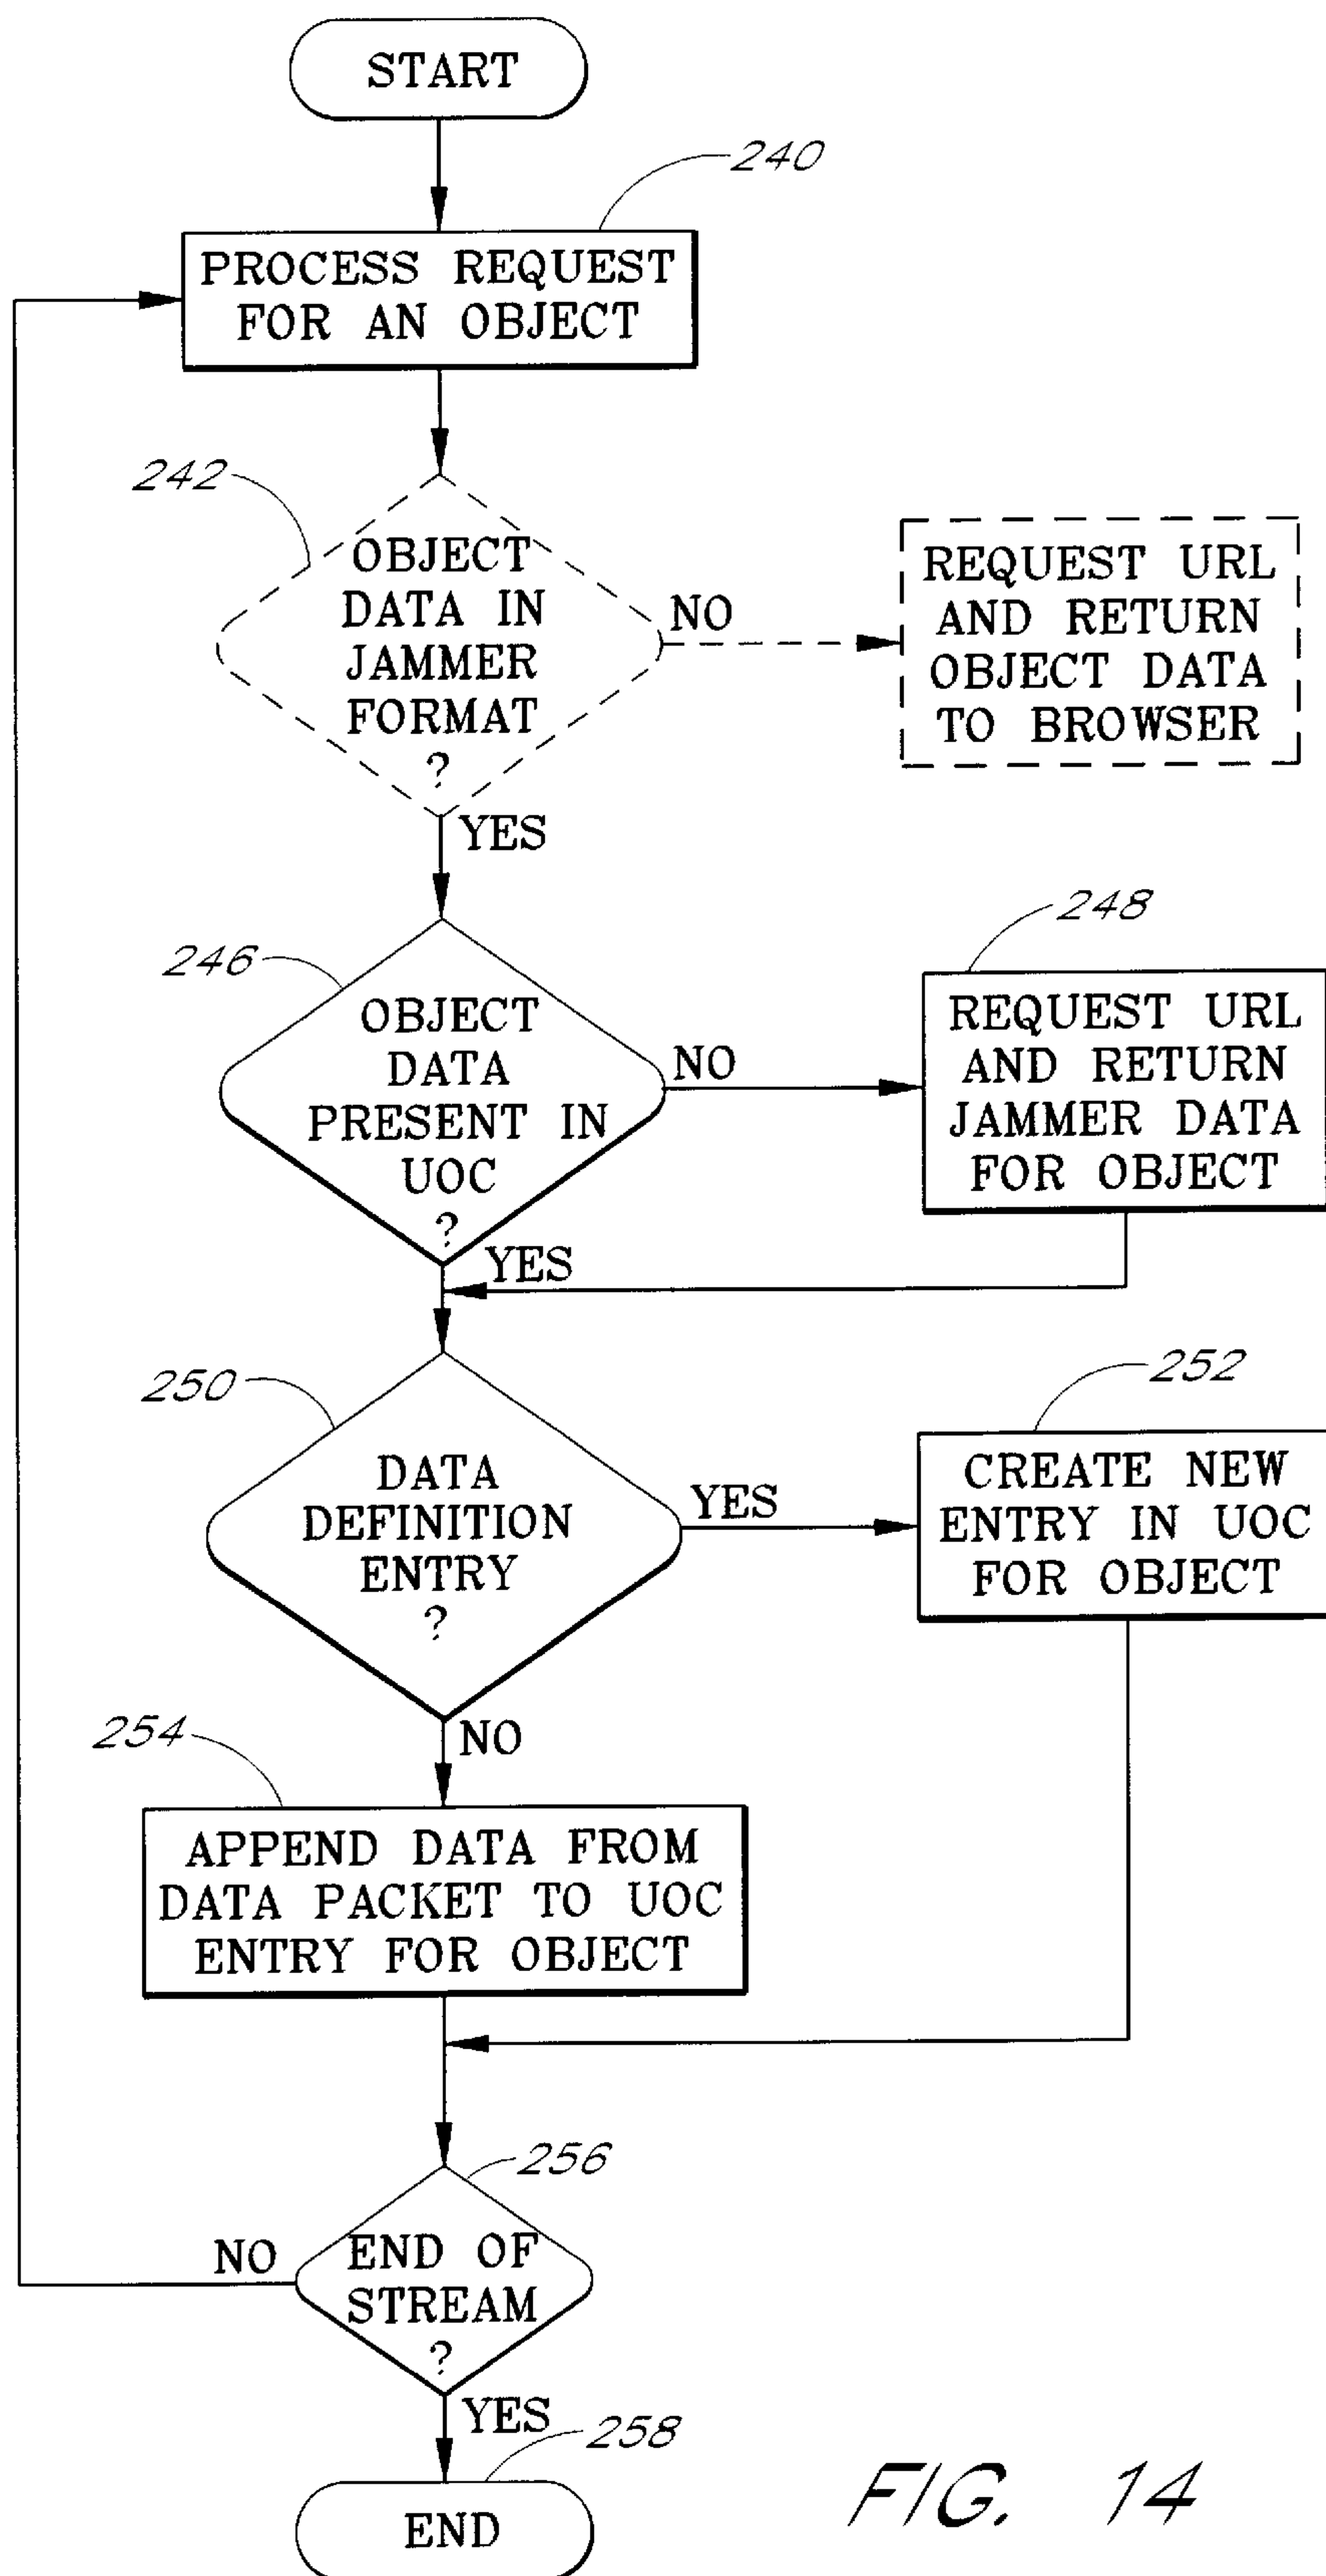 START
240
PROCESS REQUEST
FOR AN OBJECT
242
OBJECT
DATA IN
JAMMER
FORMAT
?
NO
REQUEST URL
AND RETURN
OBJECT DATA
TO BROWSER
YES
246
OBJECT
DATA
PRESENT IN
UOC
?
NO
248
REQUEST URL
AND RETURN
JAMMER DATA
FOR OBJECT
YES
250
DATA
DEFINITION
ENTRY
?
YES
252
CREATE NEW
ENTRY IN UOC
FOR OBJECT
NO
254
APPEND DATA FROM
DATA PACKET TO UOC
ENTRY FOR OBJECT
256
END OF
STREAM
?
NO
YES
258
END
FIG. 14